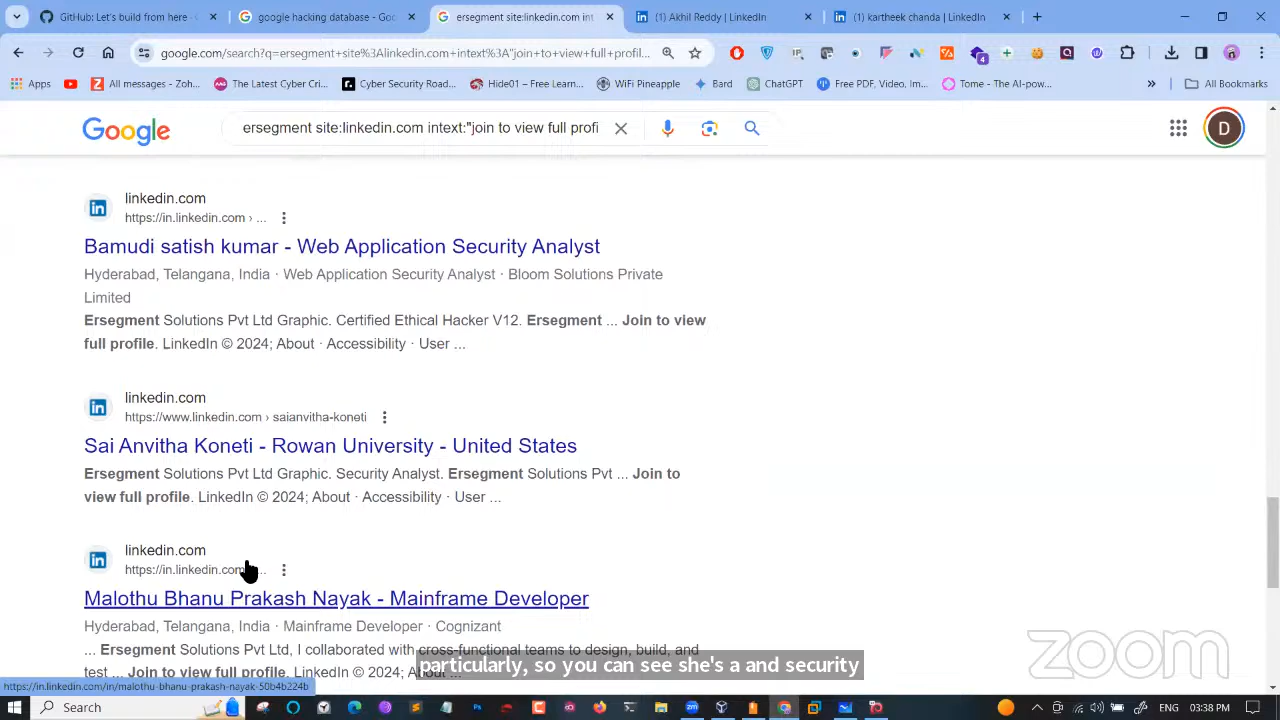 Let's build from here · G
google hacking database - Goo
ersegment site:linkedin.com int
(1) Akhil Reddy | LinkedIn
(1) karteek chanda | LinkedIn
google.com/search?q=ersegment+site%3Alinkedin.com+intext%3A"join+to+view+full+profil...
Apps
All messages - Zoh...
The Latest Cyber Cri...
Cyber Security Road...
Hide01 – Free Cyber...
WiFi Pineapple
Bard
ChatGPT
Free PDF, Video, Im...
Tome - The AI-pow...
All Bookmarks
Google
ersegment site:linkedin.com intext:"join to view full profi
D
linkedin.com
https://in.linkedin.com › ...
Bamudi satish kumar - Web Application Security Analyst
Hyderabad, Telangana, India · Web Application Security Analyst · Bloom Solutions Private
Limited
Ersegment Solutions Pvt Ltd Graphic. Certified Ethical Hacker V12. Ersegment ... Join to view
full profile. LinkedIn © 2024; About · Accessibility · User ...
linkedin.com
https://www.linkedin.com › saianvitha-koneti
Sai Anvitha Koneti - Rowan University - United States
Ersegment Solutions Pvt Ltd Graphic. Security Analyst. Ersegment Solutions Pvt ... Join to
view full profile. LinkedIn © 2024; About · Accessibility · User ...
linkedin.com
https://in.linkedin.com
Malothu Bhanu Prakash Nayak - Mainframe Developer
Hyderabad, Telangana, India · Mainframe Developer · Cognizant
... Ersegment Solutions Pvt Ltd, I collaborated with cross-functional teams to design, build, and
particularly, so you can see she's a and security
test ... Join to view full profile. LinkedIn © 2024;
zoom
https://in.linkedin.com/in/malothu-bhanu-prakash-nayak-50b4b224b
Search
ENG
03:38 PM